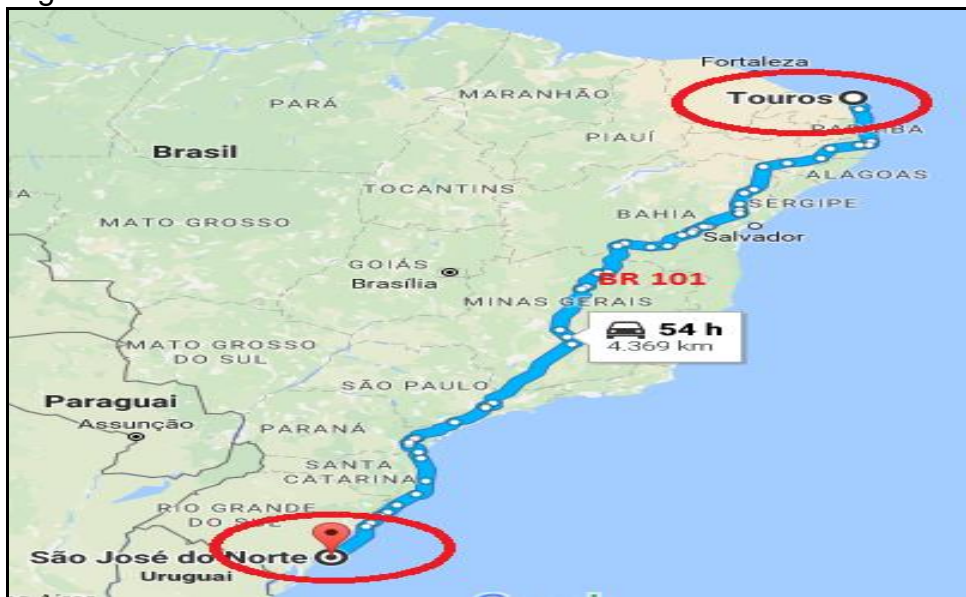 Fortaleza
Touros
PARÁ
MARANHÃO
PIAUÍ
Brasil
ALAGOAS
TOCANTINS
SERGIPE
BAHIA
MATO GROSSO
Salvador
GOIÁS
Brasília
BR 101
MINAS GERAIS
54 h
4.369 km
MATO GROSSO
DO SUL
SÃO PAULO
Paraguai
Assunção
PARANÁ
SANTA
CATARINA
RIO GRANDE
DO SUL
São José do Norte
Uruguai